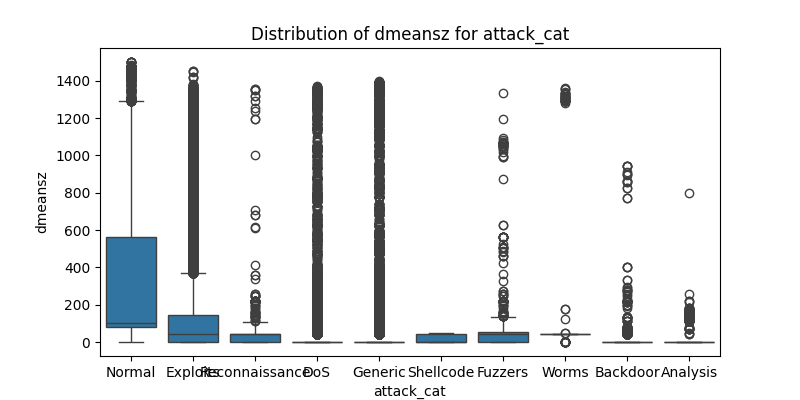 Distribution of dmeansz for attack_cat
1400
1200
1000
800
600
400
200
0
dmeansz
Normal Exploits Reconnaissance DoS Generic Shellcode Fuzzers Worms Backdoor Analysis
attack_cat